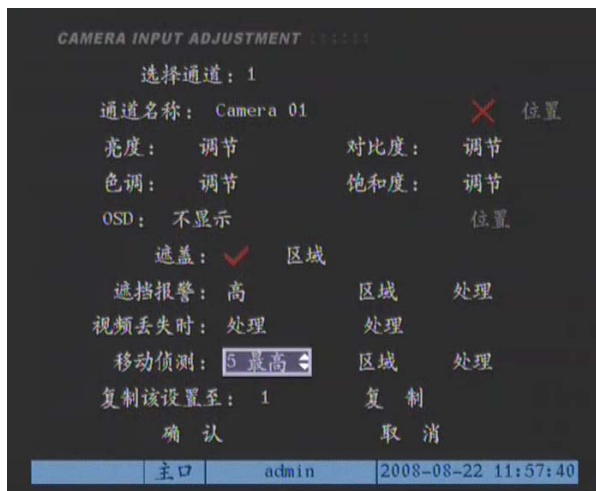 CAMERA INPUT ADJUSTMENT
选择通道：1
通道名称： Camera 01 位置
亮度： 调节 对比度： 调节
色调： 调节 饱和度： 调节
OSD： 不显示 位置
遮盖： 区域
遮挡报警： 高 区域 处理
视频丢失时： 处理 处理
移动侦测： 5 最高 区域 处理
复制该设置至： 1 复 制
确 认 取 消
主口 admin 2008-08-22 11:57:40